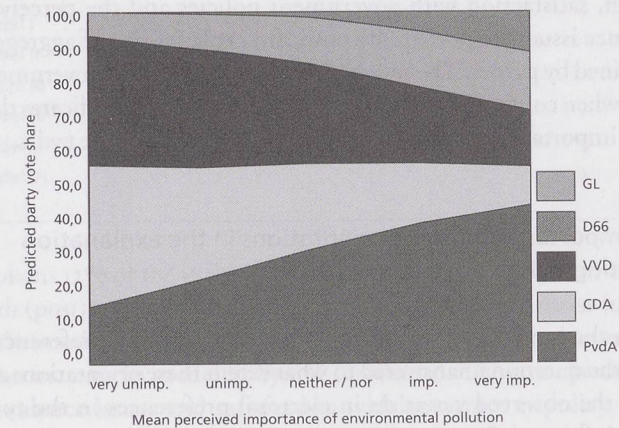 100,0
90,0
80,0
70,0
60,0
50,0
40,0
30,0
20,0
10,0
0,0
Predicted party vote share
GL
D66
VVD
CDA
PvdA
very unimp. unimp. neither / nor imp. very imp.
Mean perceived importance of environmental pollution